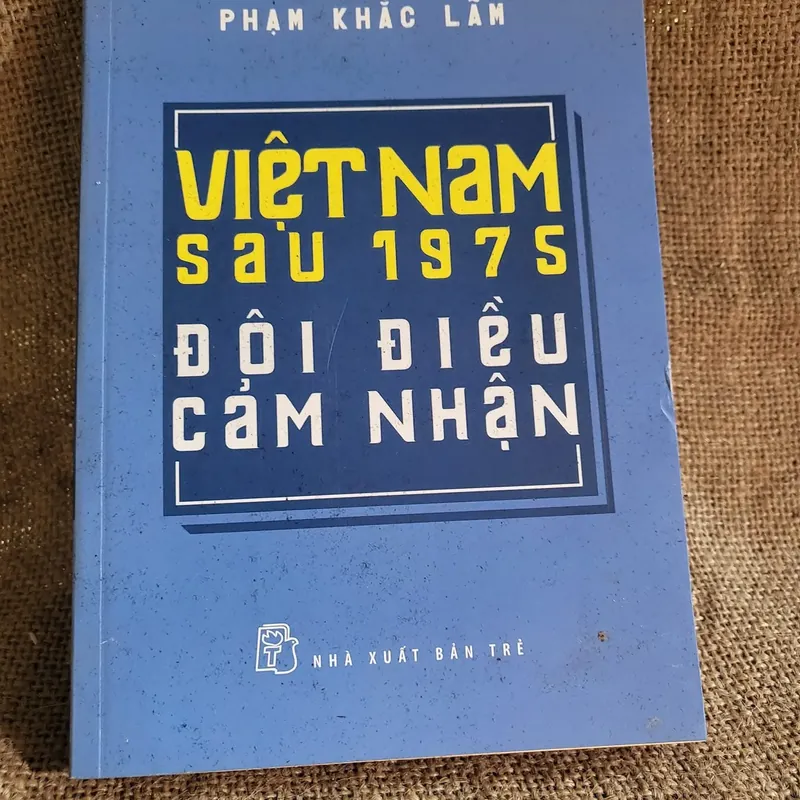 PHẠM KHẮC LÃM
VIỆT NAM
SAU 1975
ĐÔI ĐIỀU
CẢM NHẬN
T
NHÀ XUẤT BẢN TRẺ